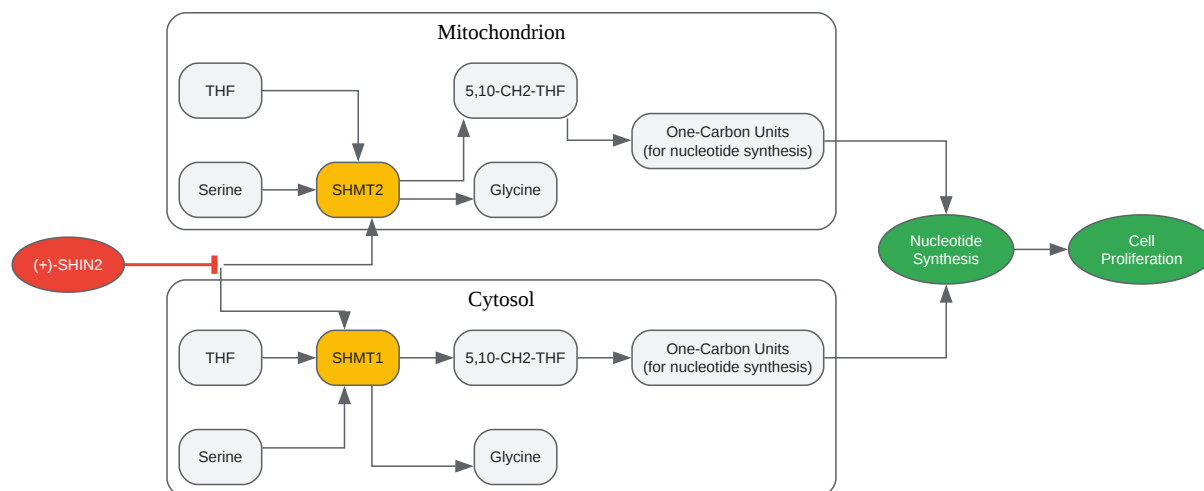 Mitochondrion
THF
5,10-CH2-THF
One-Carbon Units
(for nucleotide synthesis)
Serine
SHMT2
Glycine
(+)-SHIN2
Nucleotide
Synthesis
Cell
Proliferation
Cytosol
THF
SHMT1
5,10-CH2-THF
One-Carbon Units
(for nucleotide synthesis)
Serine
Glycine